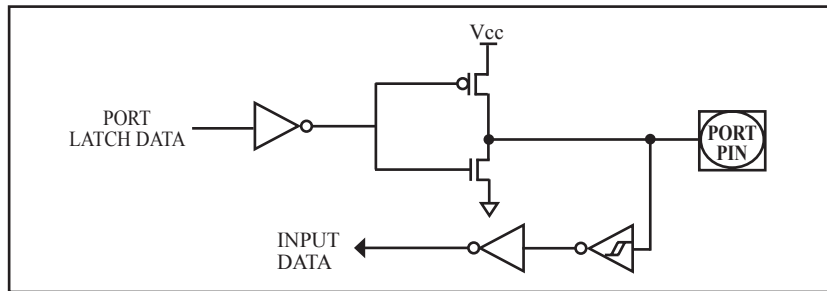 Vcc
PORT
LATCH DATA
PORT
PIN
INPUT
DATA